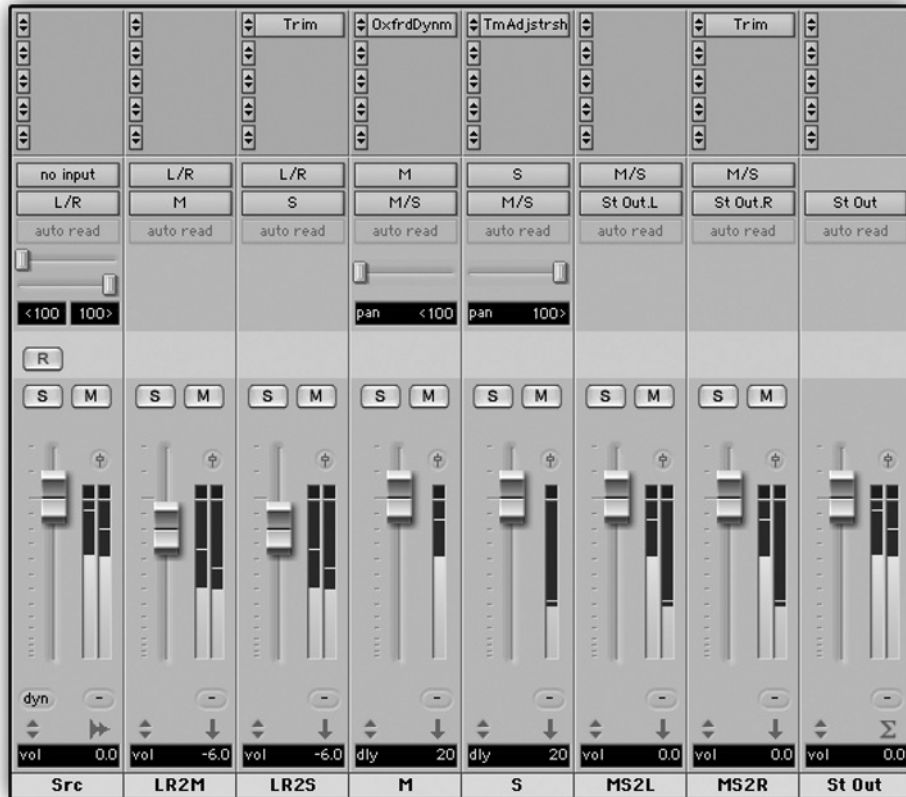 Trim OxfrdDynm TmAdjstrsh Trim
no input L/R L/R M S M/S M/S
L/R M S M/S M/S St Out.L St Out.R St Out
auto read auto read auto read auto read auto read auto read auto read auto read
<100 100> pan <100 pan 100>
R
S M S M S M S M S M S M S M
dyn - - - - - - - -
vol 0.0 vol -6.0 vol -6.0 dly 20 dly 20 vol 0.0 vol 0.0 vol 0.0
Src LR2M LR2S M S MS2L MS2R St Out